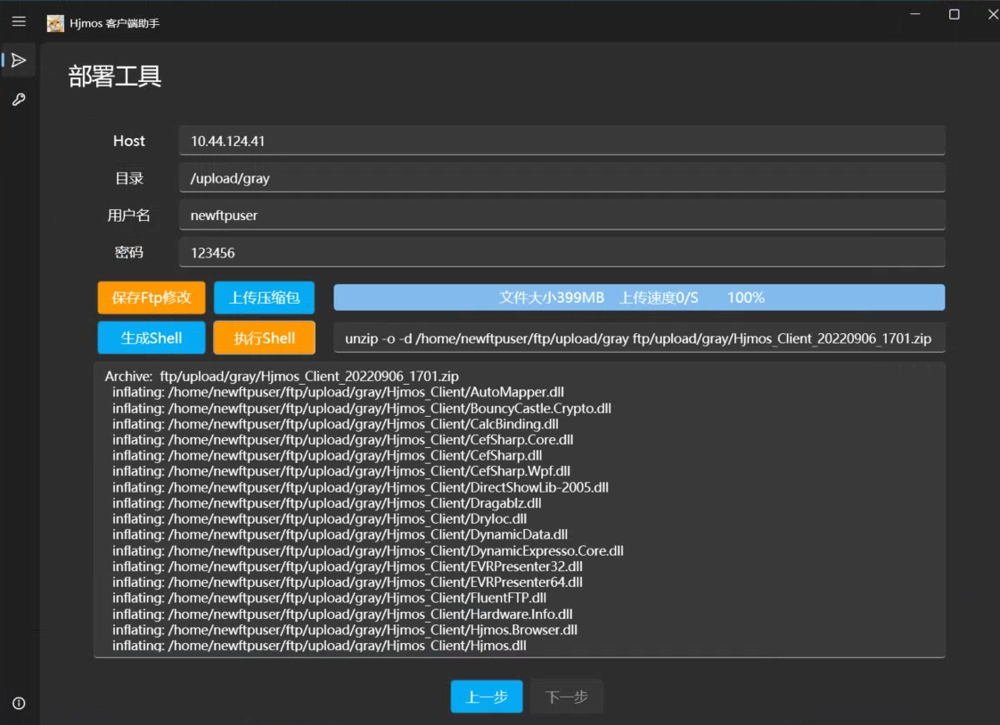 Hjmos 客户端助手
部署工具
Host 10.44.124.41
目录 /upload/gray
用户名 newftpuser
密码 123456
保存Ftp修改 上传压缩包 文件大小399MB 上传速度0/S 100%
生成Shell 执行Shell unzip -o -d /home/newftpuser/ftp/upload/gray ftp/upload/gray/Hjmos_Client_20220906_1701.zip
Archive: ftp/upload/gray/Hjmos_Client_20220906_1701.zip
inflating: /home/newftpuser/ftp/upload/gray/Hjmos_Client/AutoMapper.dll
inflating: /home/newftpuser/ftp/upload/gray/Hjmos_Client/BouncyCastle.Crypto.dll
inflating: /home/newftpuser/ftp/upload/gray/Hjmos_Client/CalcBinding.dll
inflating: /home/newftpuser/ftp/upload/gray/Hjmos_Client/CefSharp.Core.dll
inflating: /home/newftpuser/ftp/upload/gray/Hjmos_Client/CefSharp.dll
inflating: /home/newftpuser/ftp/upload/gray/Hjmos_Client/CefSharp.Wpf.dll
inflating: /home/newftpuser/ftp/upload/gray/Hjmos_Client/DirectShowLib-2005.dll
inflating: /home/newftpuser/ftp/upload/gray/Hjmos_Client/Dragablz.dll
inflating: /home/newftpuser/ftp/upload/gray/Hjmos_Client/DryIoc.dll
inflating: /home/newftpuser/ftp/upload/gray/Hjmos_Client/DynamicData.dll
inflating: /home/newftpuser/ftp/upload/gray/Hjmos_Client/DynamicExpresso.Core.dll
inflating: /home/newftpuser/ftp/upload/gray/Hjmos_Client/EVRPresenter32.dll
inflating: /home/newftpuser/ftp/upload/gray/Hjmos_Client/EVRPresenter64.dll
inflating: /home/newftpuser/ftp/upload/gray/Hjmos_Client/FluentFTP.dll
inflating: /home/newftpuser/ftp/upload/gray/Hjmos_Client/Hardware.Info.dll
inflating: /home/newftpuser/ftp/upload/gray/Hjmos_Client/Hjmos.Browser.dll
inflating: /home/newftpuser/ftp/upload/gray/Hjmos_Client/Hjmos.dll
上一步 下一步